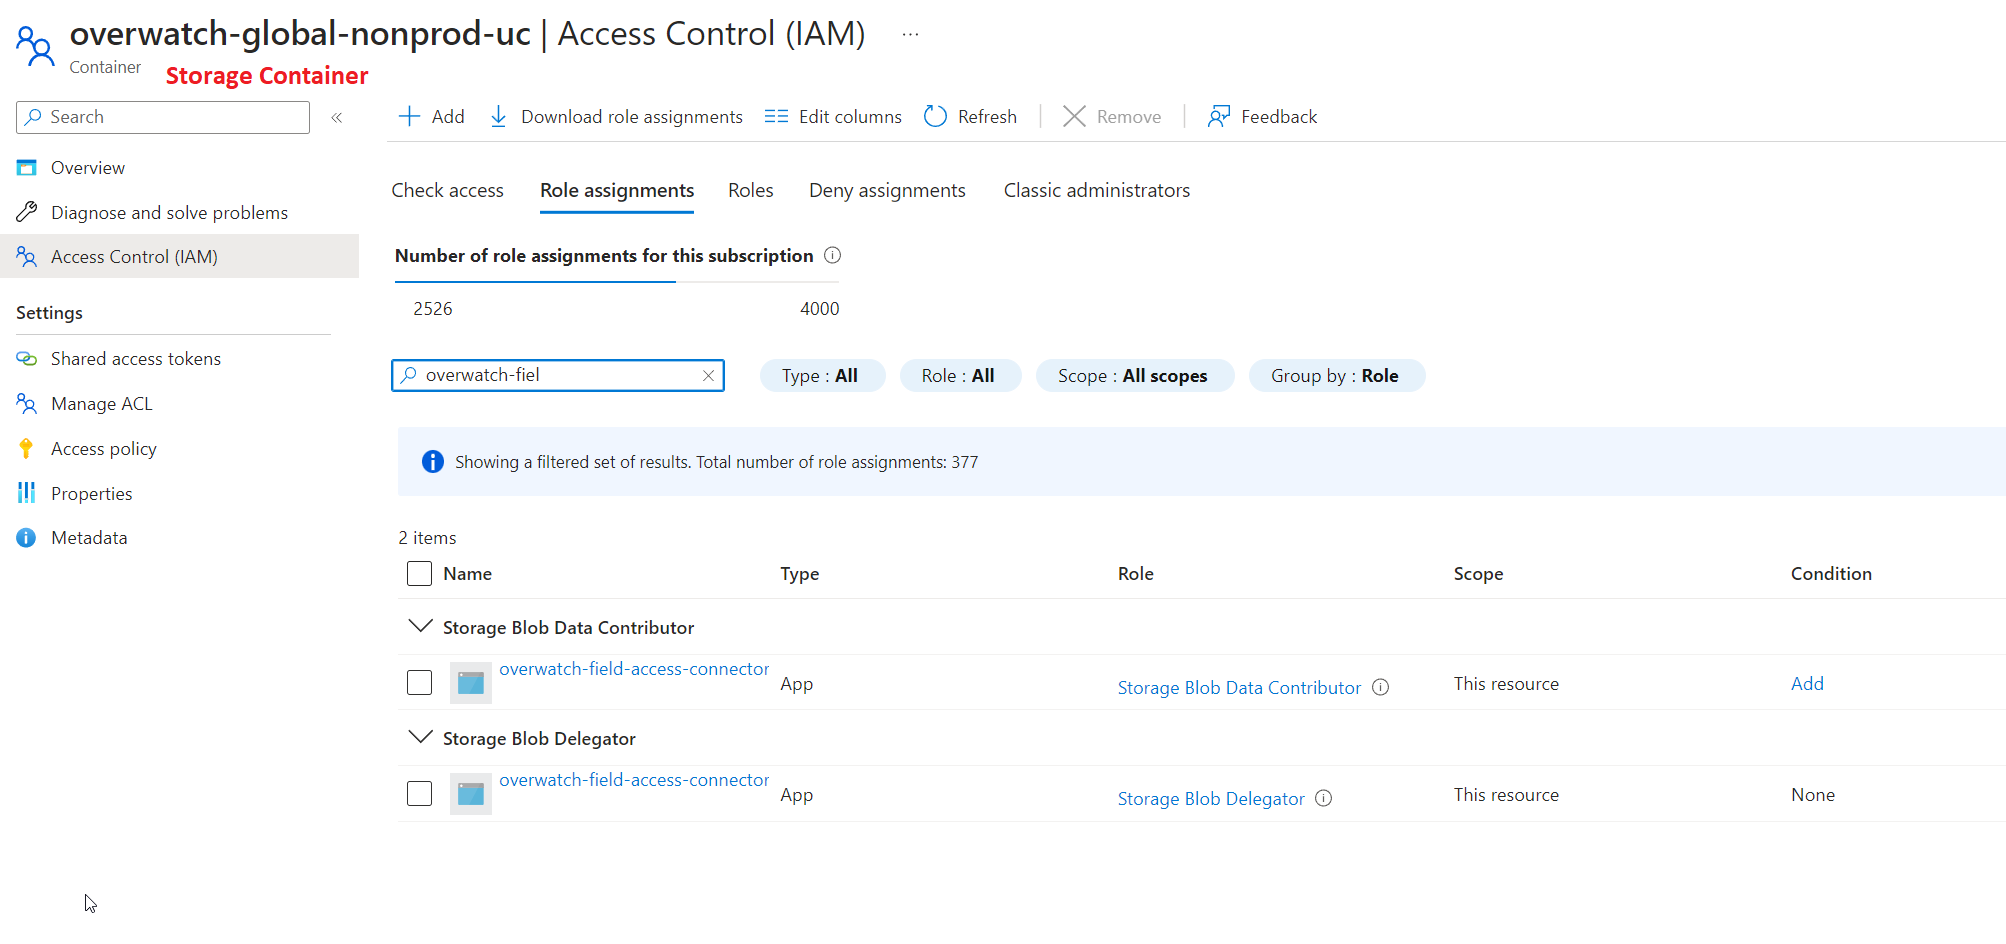 overwatch-global-nonprod-uc | Access Control (IAM) ...
Container
Storage Container
Search «
Add Download role assignments Edit columns Refresh Remove Feedback
Overview
Diagnose and solve problems
Access Control (IAM)
Settings
Shared access tokens
Manage ACL
Access policy
Properties
Metadata
Check access Role assignments Roles Deny assignments Classic administrators
Number of role assignments for this subscription
2526 4000
overwatch-fiel
Type : All Role : All Scope : All scopes Group by : Role
Showing a filtered set of results. Total number of role assignments: 377
2 items
Name Type Role Scope Condition
Storage Blob Data Contributor
overwatch-field-access-connector App Storage Blob Data Contributor This resource Add
Storage Blob Delegator
overwatch-field-access-connector App Storage Blob Delegator This resource None